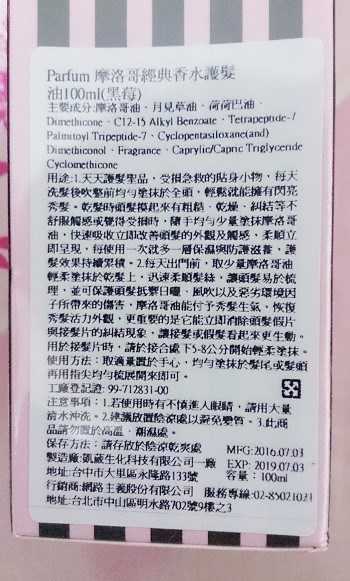 Parfum 摩洛哥經典香水護髮
油100ml(黑莓)
主要成分:摩洛哥油、月見草油、荷荷巴油、
Dimethicone、C12-15 Alkyl Benzoate、Tetrapeptide-/
Palmitoyl Tripeptide-7、Cyclopentasiloxane(and)
Dimethiconol、Fragrance、Caprylic/Capric Triglyceride
Cyclomethicone
用途:1.天天護髮聖品，受損急救的貼身小物，每天
洗髮後吹整前均勻塗抹於全頭，輕鬆就能擁有閃亮
秀髮。乾髮時頭髮摸起來有粗糙、乾燥、糾結等不
舒服觸感或覺得受損時，隨手均勻少量塗抹摩洛哥
油，快速吸收立即改善頭髮的外觀及觸感，柔順立
即呈現，每使用一次就多一層保濕與防護滋養，護
髮效果持續累積。2.每天出門前，取少量摩洛哥油
輕柔塗抹於乾髮上，迅速柔順髮絲，讓頭髮易於梳
理，並可保護頭髮抵禦日曬、風吹以及惡劣環境因
子所帶來的傷害，摩洛哥油能付予秀髮生氣，恢復
秀髮活力外觀，更重要的是它能立即消除頭髮假片
與接髮片的糾結現象，讓接髮或假髮看起來更生動。
用於接髮片時，請於接合處下5-8公分開始輕柔塗抹。
使用方法：取適量置於手心，均勻塗抹於髮尾或髮頭
再用指尖均勻梳展開來即可。
工廠登記證: 99-712831-00
注意事項：1.若使用時有不慎進入眼睛，請用大量
清水沖洗。2.建議放置陰涼處以避免變質。3.此商
品請勿置於高溫、潮濕處。
保存方法：請存放於陰涼乾爽處 MFG:2016.07.03
製造廠:凱葳生化科技有限公司一廠 EXP: 2019.07.03
地址:台中市大里區永隆路133號 容量：100ml
行銷商:網路主義股份有限公司 服務專線:02-85021021
地址:台北市中山區明水路702號9樓之3